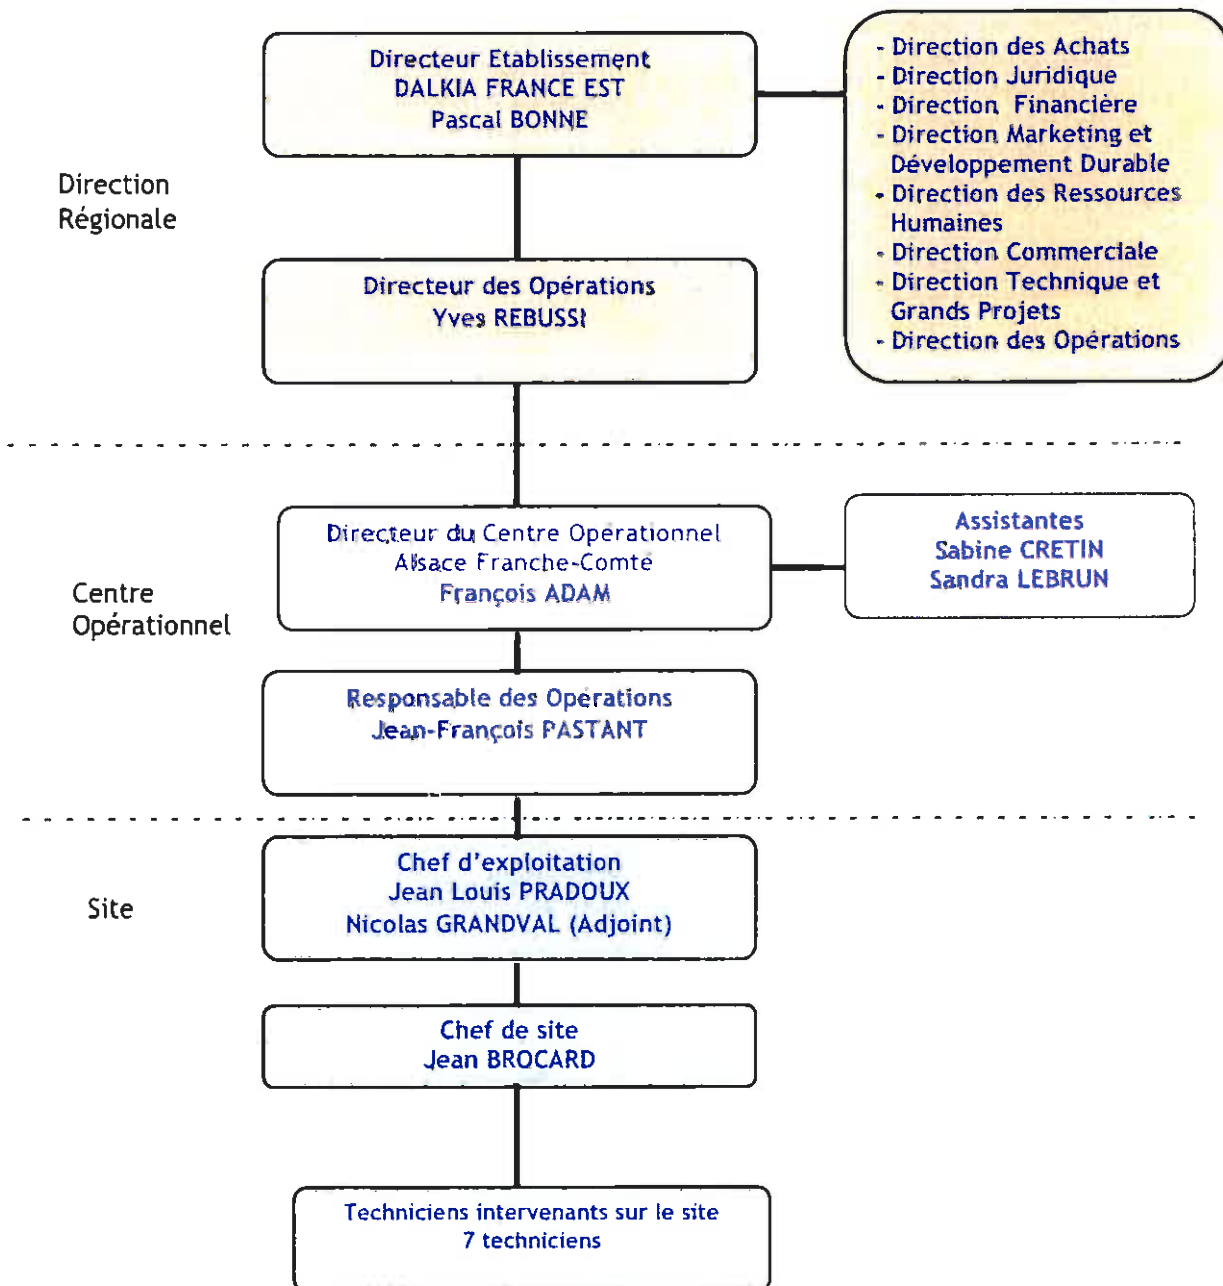 Directeur Etablissement
DALKIA FRANCE EST
Pascal BONNE
- Direction des Achats
- Direction Juridique
- Direction Financière
- Direction Marketing et
Développement Durable
- Direction des Ressources
Humaines
- Direction Commerciale
- Direction Technique et
Grands Projets
- Direction des Opérations
Direction
Régionale
Directeur des Opérations
Yves REBUSSI
Directeur du Centre Opérationnel
Alsace Franche-Comté
François ADAM
Assistantes
Sabine CRETIN
Sandra LEBRUN
Centre
Opérationnel
Responsable des Opérations
Jean-François PASTANT
Chef d'exploitation
Jean Louis PRADOUX
Nicolas GRANDVAL (Adjoint)
Site
Chef de site
Jean BROCARD
Techniciens intervenants sur le site
7 techniciens